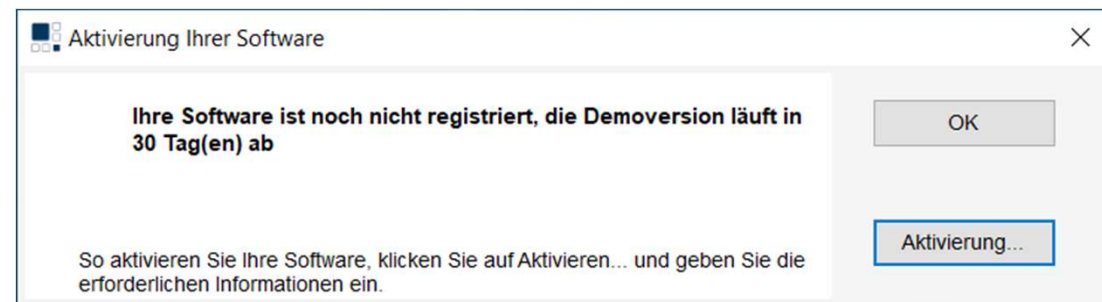 Aktivierung Ihrer Software
Ihre Software ist noch nicht registriert, die Demoversion läuft in
30 Tag(en) ab
OK
Aktivierung...
So aktivieren Sie Ihre Software, klicken Sie auf Aktivieren... und geben Sie die
erforderlichen Informationen ein.